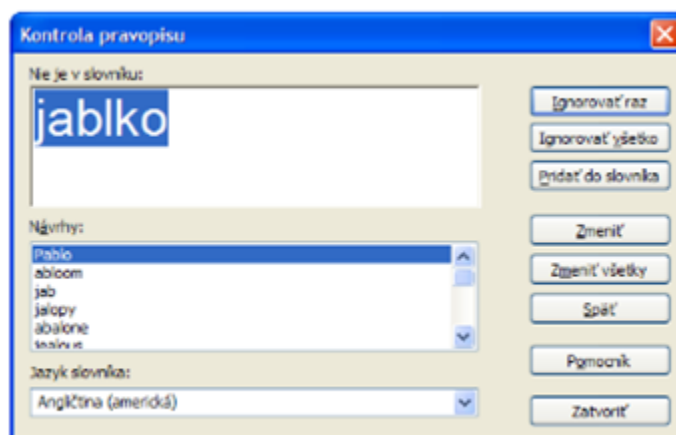 Kontrola pravopisu
Nie je v slovníku:
jablko
Ignorovať raz
Ignorovať všetko
Pridať do slovníka
Návrhy:
Pablo
abloom
jab
jalopy
abalone
jealous
Zmeniť
Zmeniť všetky
Späť
Jazyk slovníka:
Angličtina (americká)
Pomocník
Zatvoriť